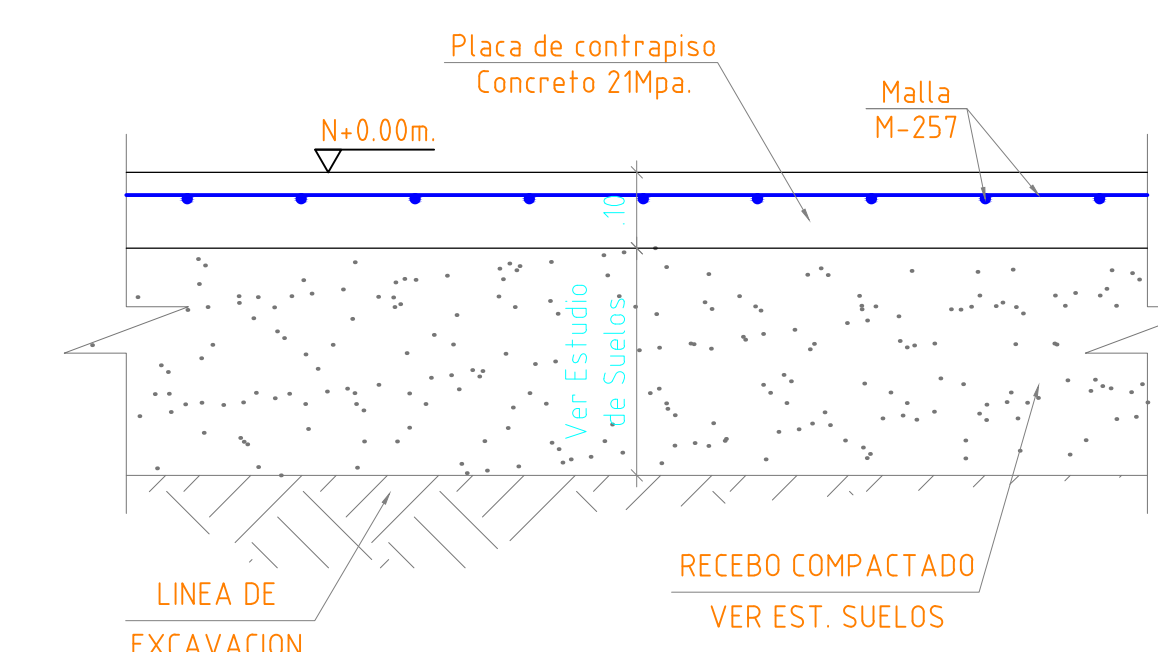 Placa de contrapiso
Concreto 21Mpa.
Malla
M-257
N+0.00m.
.10
Ver Estudio
de Suelos
RECEBO COMPACTADO
VER EST. SUELOS
LINEA DE
EXCAVACION